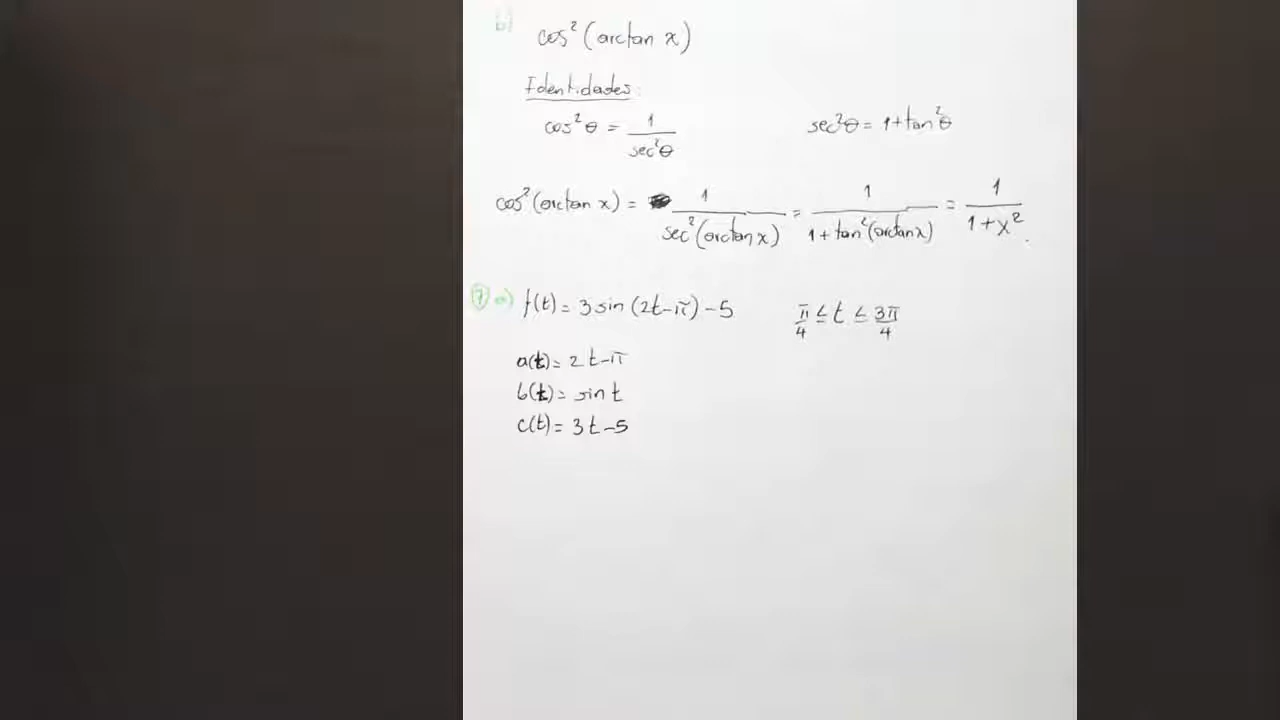 b)
cos² (arctan x)
Identidades:
cos²θ = 1/sec²θ    sec²θ = 1+tan²θ
cos² (arctan x) = 1/sec² (arctan x) = 1/1+tan² (arctan x) = 1/1+x².
7 a) f(t) = 3 sin (2t-π) -5    π/4 ≤ t ≤ 3π/4
a(t) = 2t-π
b(t) = sin t
c(t) = 3t-5